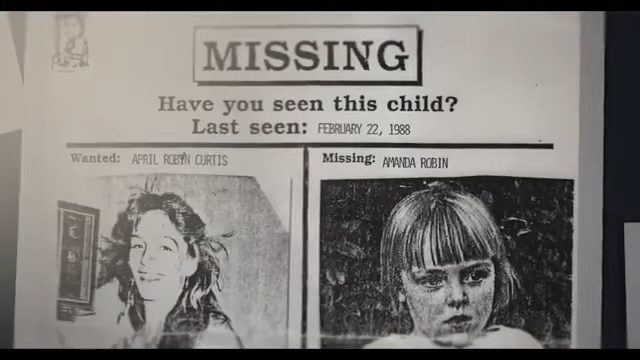 MISSING
Have you seen this child?
Last seen: FEBRUARY 22, 1988
Wanted: APRIL ROBYN CURTIS
Missing: AMANDA ROBIN